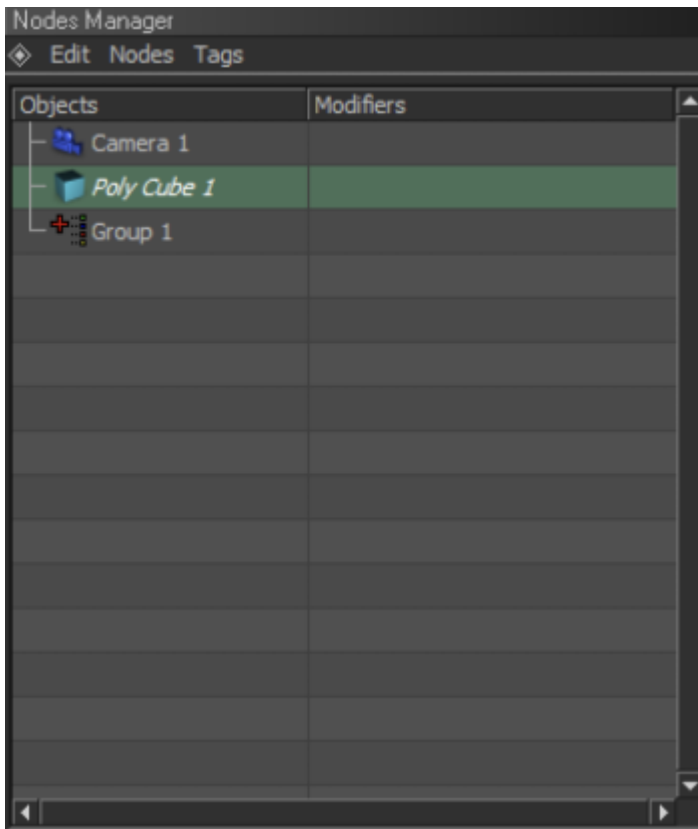 Nodes Manager
Edit Nodes Tags
Objects Modifiers
Camera 1
Poly Cube 1
Group 1